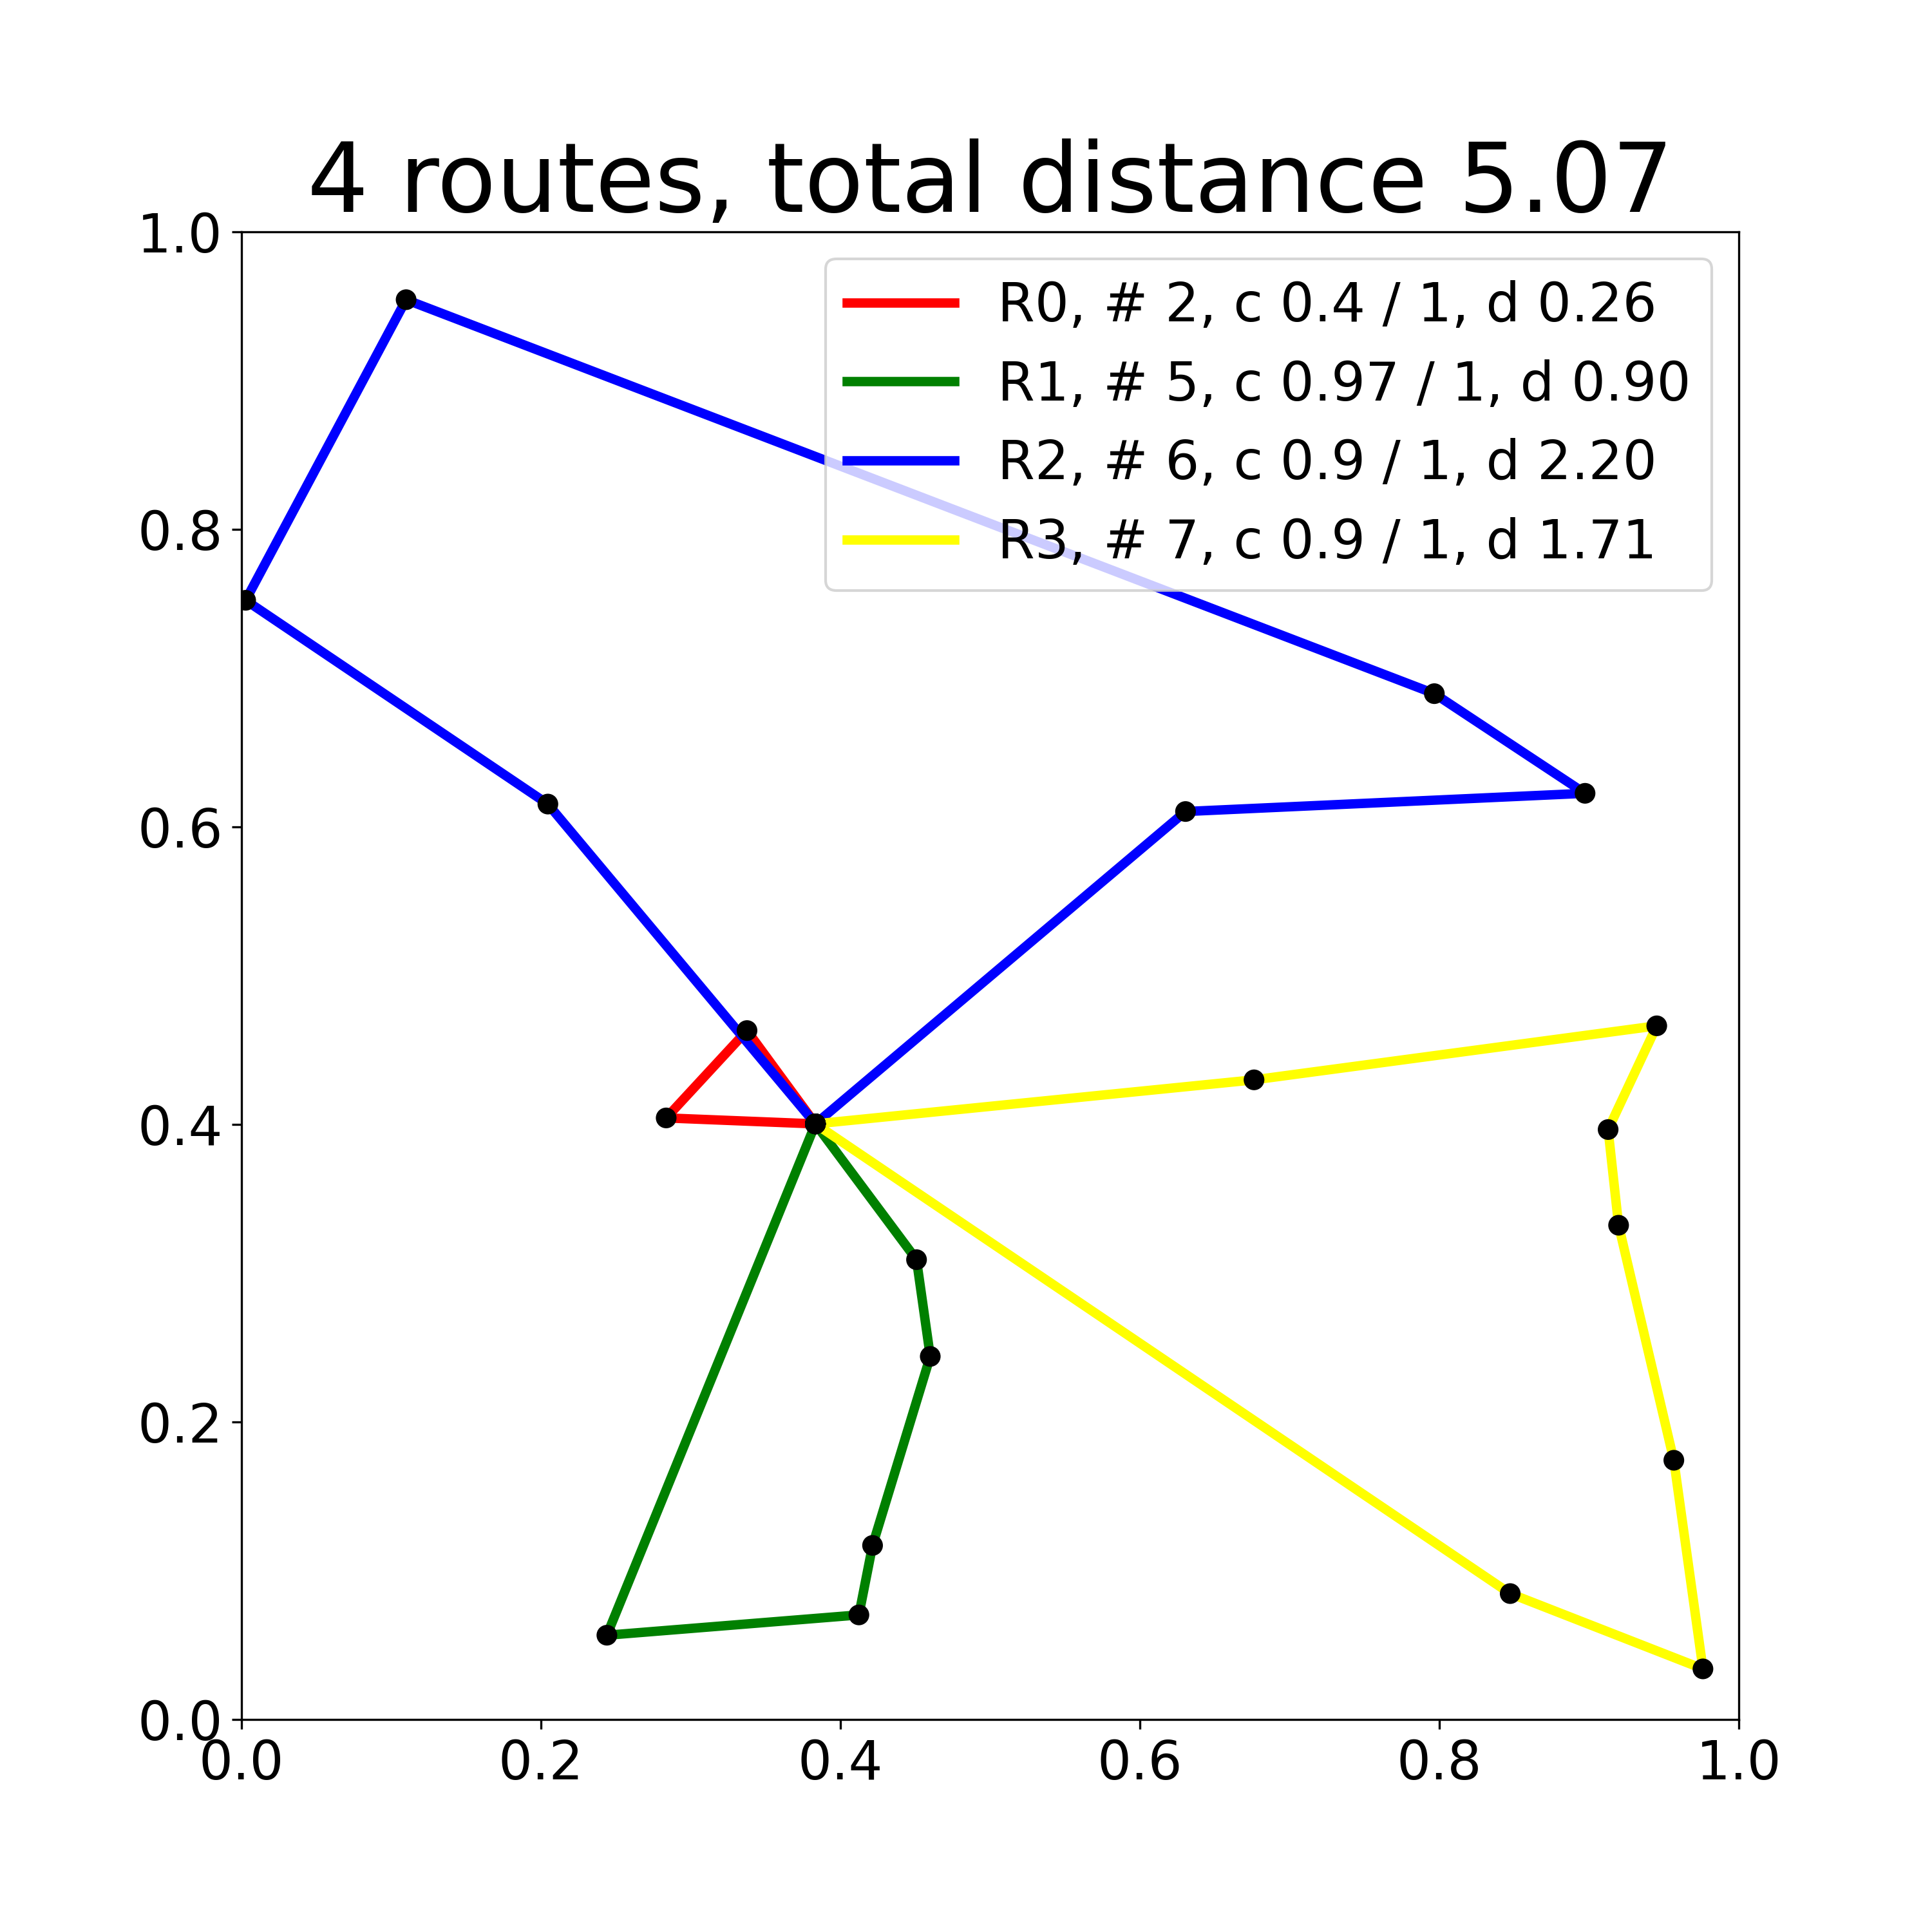 4 routes, total distance 5.07
1.0
R0, # 2, c 0.4 / 1, d 0.26
R1, # 5, c 0.97 / 1, d 0.90
R2, # 6, c 0.9 / 1, d 2.20
R3, # 7, c 0.9 / 1, d 1.71
0.8
0.6
0.4
0.2
0.0
0.0 0.2 0.4 0.6 0.8 1.0